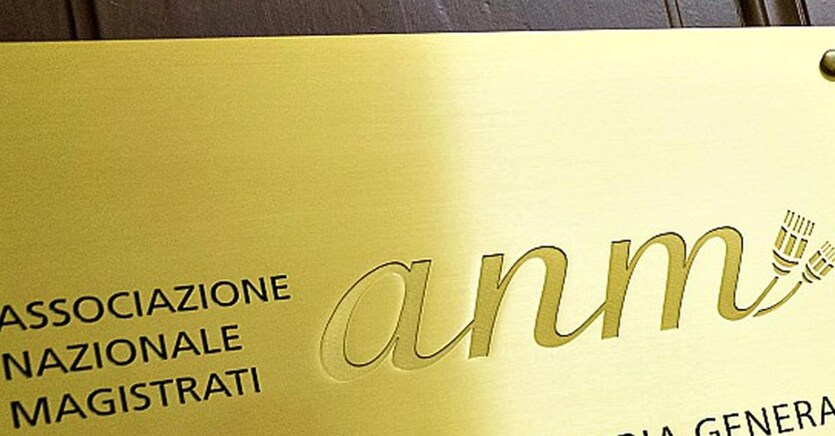 ASSOCIAZIONE
NAZIONALE
MAGISTRATI
anm